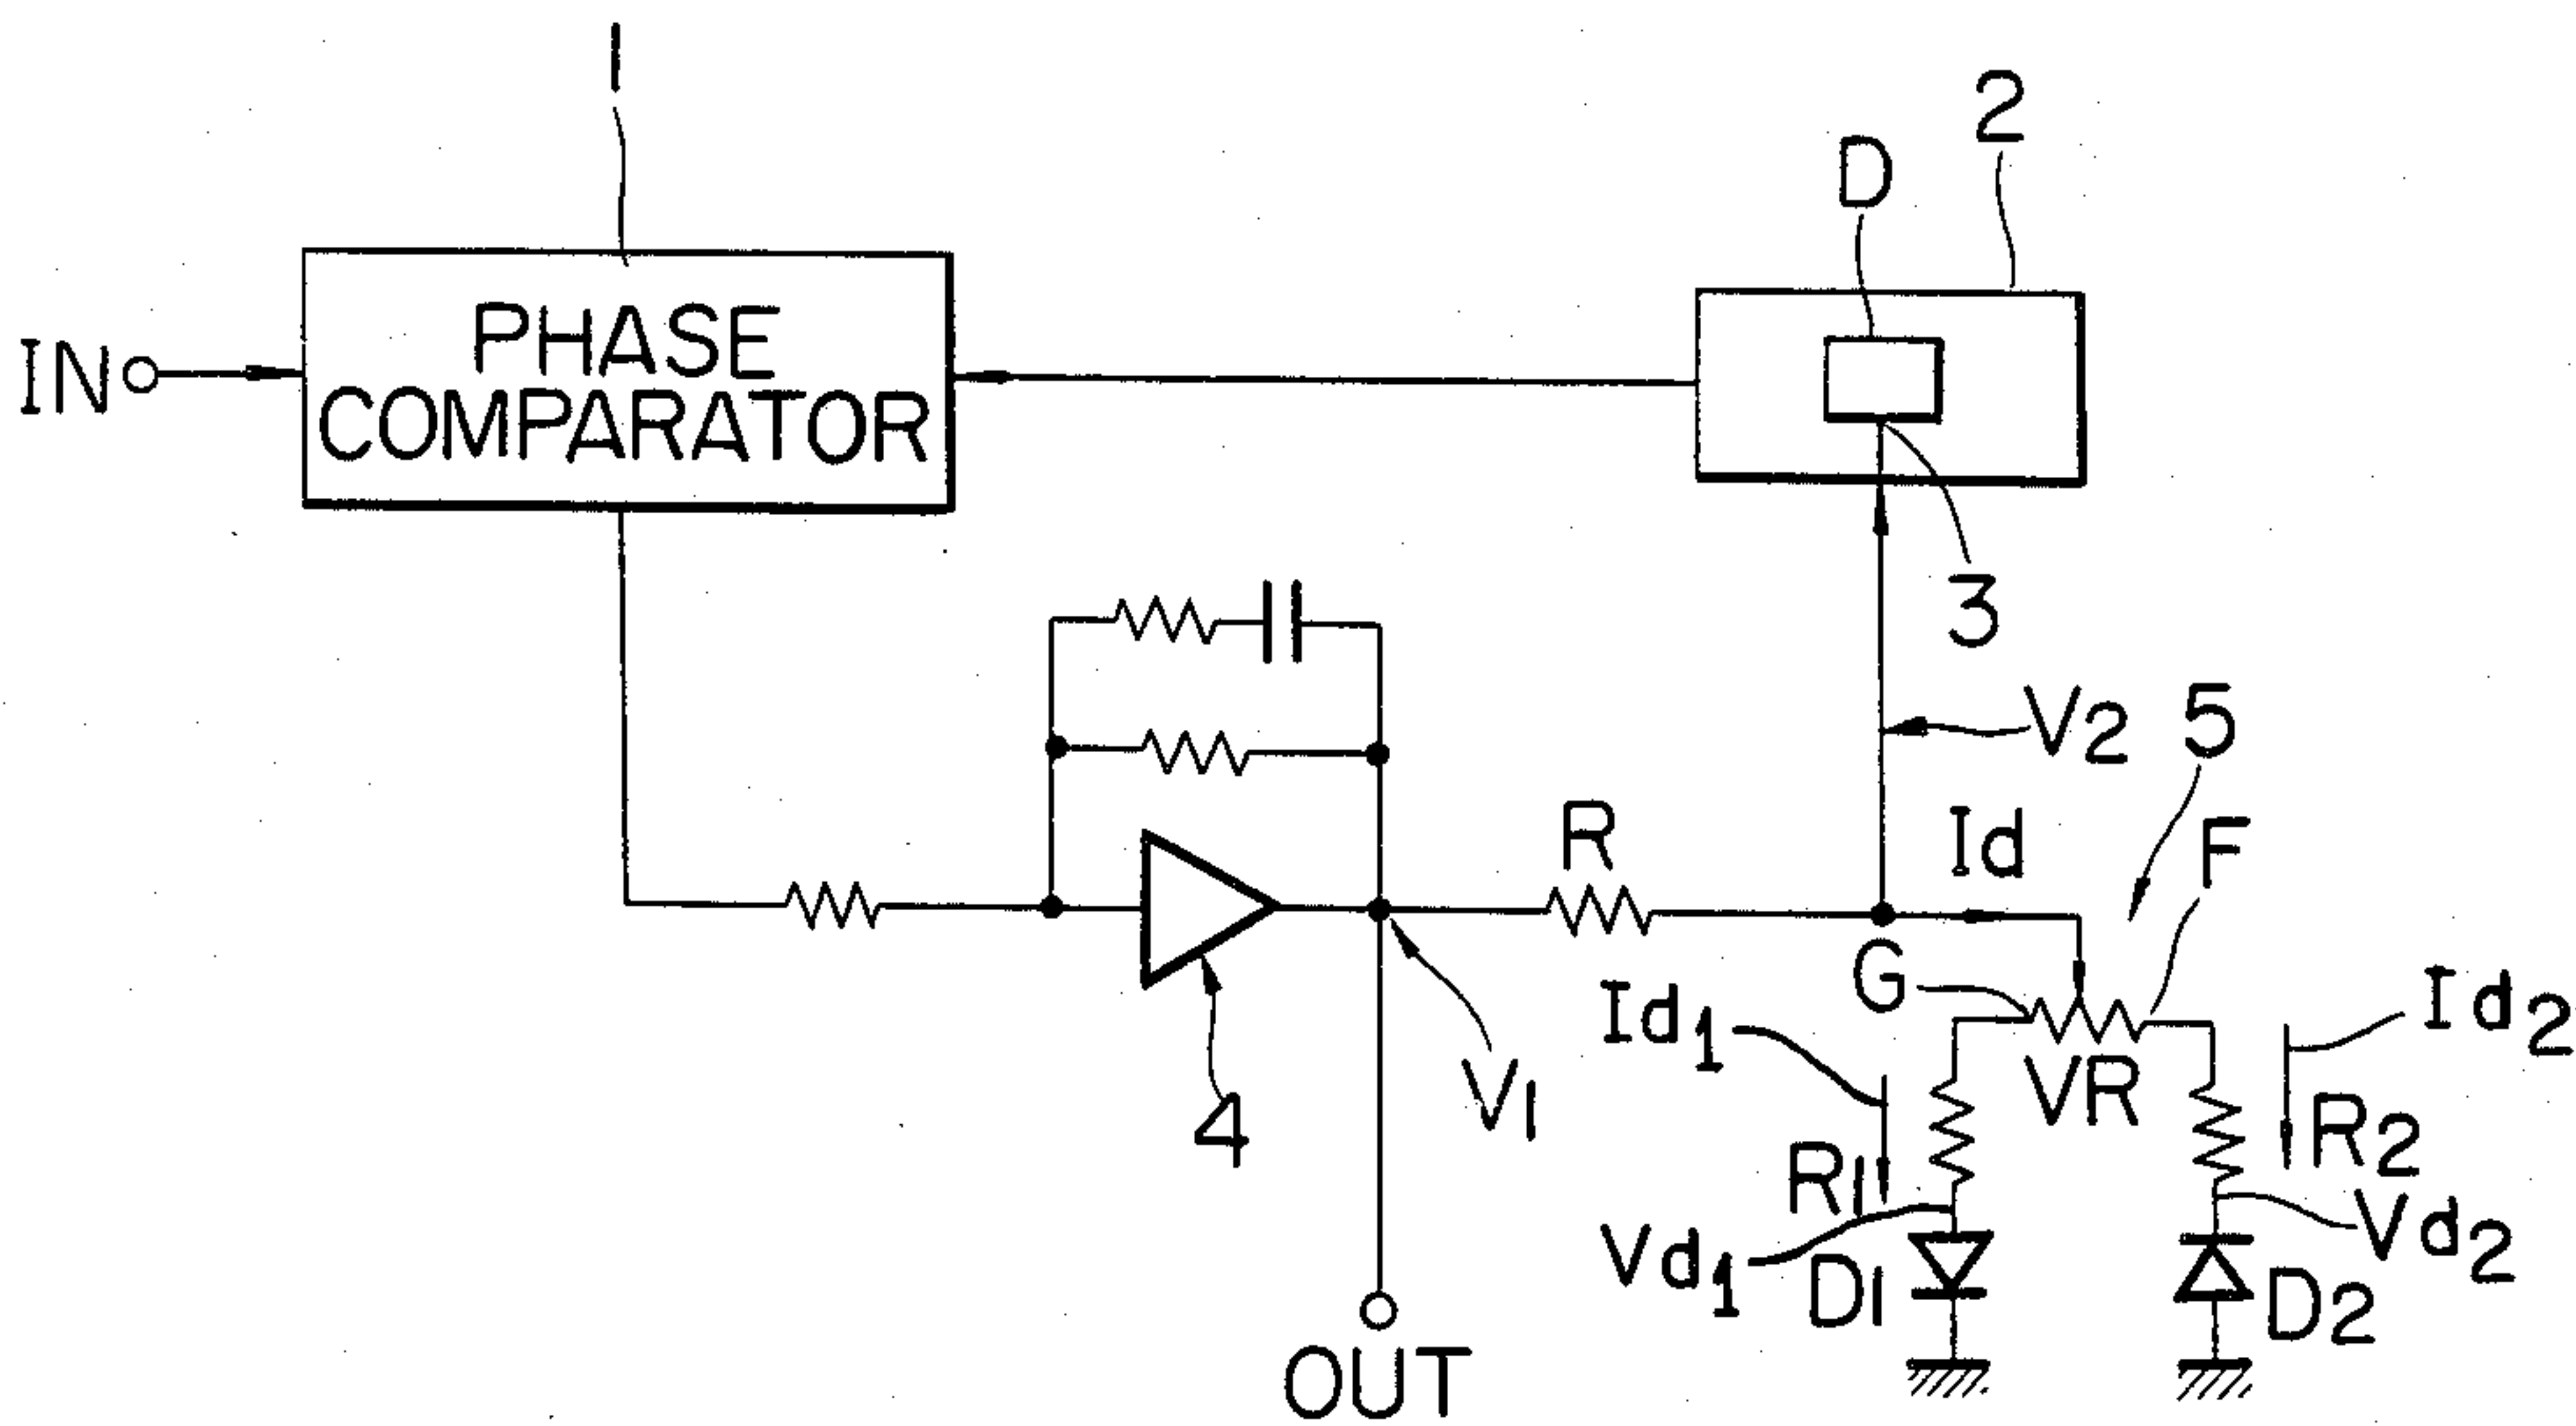 1
2
D
PHASE
COMPARATOR
IN
3
V2
5
R
Id
F
G
Id1
VR
Id2
4
V1
R1
R2
Vd1
D1
Vd2
D2
OUT